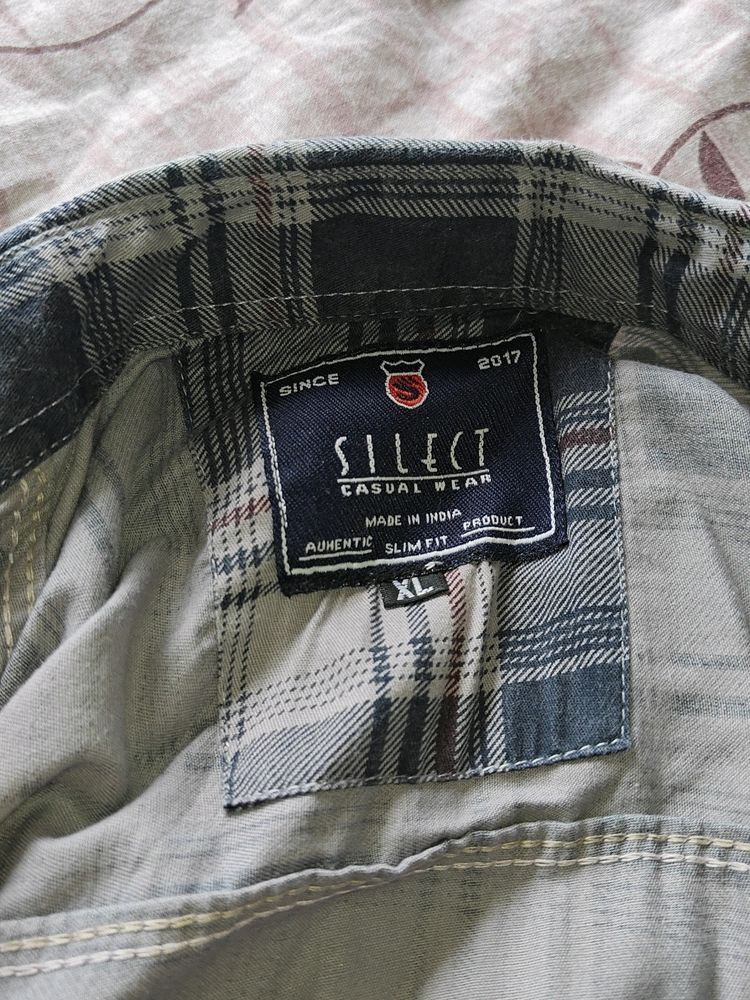 SINCE 2017
S
SILECT
CASUAL WEAR
MADE IN INDIA
AUHENTIC SLIM FIT PRODUCT
XL